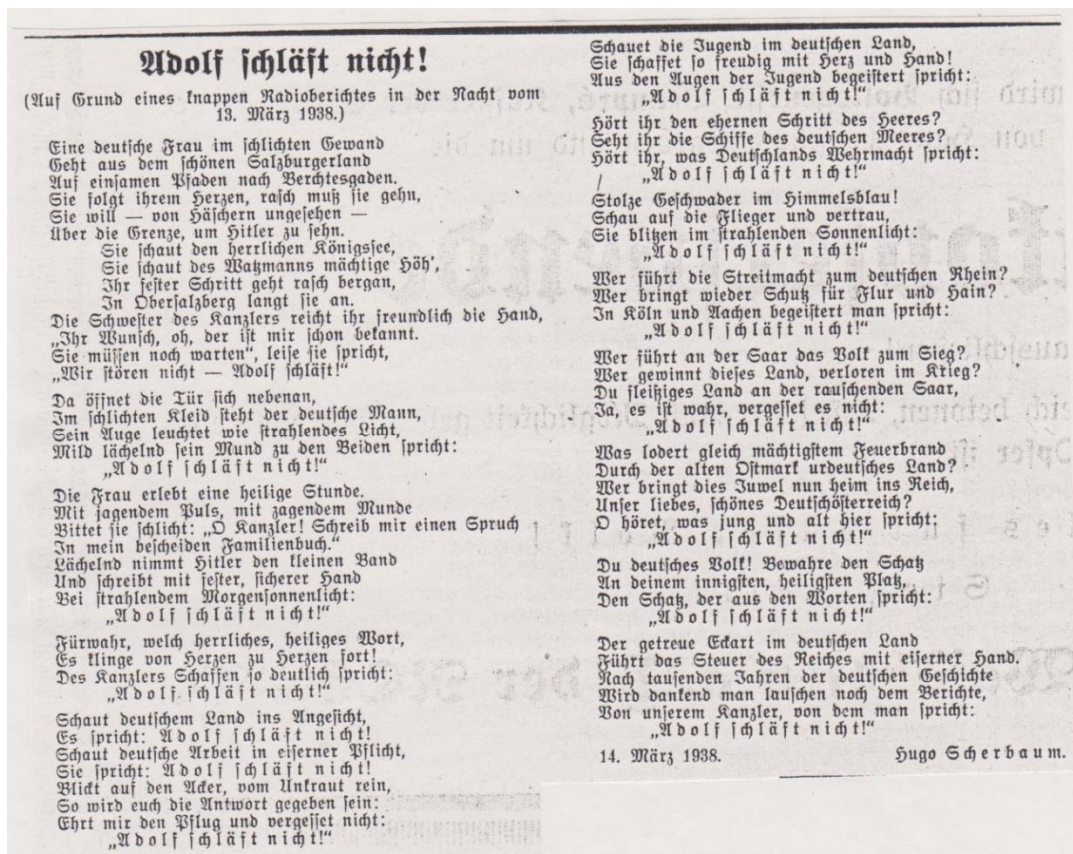 Adolf schläft nicht!
(Auf Grund eines knappen Radioberichtes in der Nacht vom
13. März 1938.)
Eine deutsche Frau im schlichten Gewand
Geht aus dem schönen Salzburgerland
Auf einsamen Pfaden nach Berchtesgaden.
Sie folgt ihrem Herzen, rasch muß sie gehn,
Sie will — von Häschern ungesehen —
Über die Grenze, um Hitler zu sehn.
Sie schaut den herrlichen Königssee,
Sie schaut des Watzmanns mächtige Höh',
Ihr fester Schritt geht rasch bergan,
In Obersalzberg langt sie an.
Die Schwester des Kanzlers reicht ihr freundlich die Hand,
„Ihr Wunsch, oh, der ist mir schon bekannt.
Sie müssen noch warten“, leise sie spricht,
„Wir stören nicht — Adolf schläft!“
Da öffnet die Tür sich nebenan,
Im schlichten Kleid steht der deutsche Mann,
Sein Auge leuchtet wie strahlendes Licht,
Mild lächelnd sein Mund zu den Beiden spricht:
„Adolf schläft nicht!“
Die Frau erlebt eine heilige Stunde.
Mit jagendem Puls, mit zagendem Munde
Bittet sie schlicht: „O Kanzler! Schreib mir einen Spruch
In mein bescheiden Familienbuch.“
Lächelnd nimmt Hitler den kleinen Band
Und schreibt mit fester, sicherer Hand
Bei strahlendem Morgensonnenlicht:
„Adolf schläft nicht!“
Fürwahr, welch herrliches, heiliges Wort,
Es klinge von Herzen zu Herzen fort!
Des Kanzlers Schaffen so deutlich spricht:
„Adolf schläft nicht!“
Schaut deutschem Land ins Angesicht,
Es spricht: Adolf schläft nicht!
Schaut deutsche Arbeit in eiserner Pflicht,
Sie spricht: Adolf schläft nicht!
Blickt auf den Acker, vom Unkraut rein,
So wird euch die Antwort gegeben sein:
Ehrt mir den Pflug und vergesset nicht:
„Adolf schläft nicht!“
Schauet die Jugend im deutschen Land,
Sie schaffet so freudig mit Herz und Hand!
Aus den Augen der Jugend begeistert spricht:
„Adolf schläft nicht!“
Hört ihr den ehernen Schritt des Heeres?
Seht ihr die Schiffe des deutschen Meeres?
Hört ihr, was Deutschlands Wehrmacht spricht:
„Adolf schläft nicht!“
Stolze Geschwader im Himmelsblau!
Schau auf die Flieger und vertrau,
Sie blitzen im strahlenden Sonnenlicht:
„Adolf schläft nicht!“
Wer führt die Streitmacht zum deutschen Rhein?
Wer bringt wieder Schutz für Flur und Hain?
In Köln und Aachen begeistert man spricht:
„Adolf schläft nicht!“
Wer führt an der Saar das Volk zum Sieg?
Wer gewinnt dieses Land, verloren im Krieg?
Du fleißiges Land an der rauschenden Saar,
Ja, es ist wahr, vergesset es nicht:
„Adolf schläft nicht!“
Was lodert gleich mächtigstem Feuerbrand
Durch der alten Ostmark urdeutsches Land?
Wer bringt dies Juwel nun heim ins Reich,
Unser liebes, schönes Deutschösterreich?
O höret, was jung und alt hier spricht:
„Adolf schläft nicht!“
Du deutsches Volk! Bewahre den Schatz
An deinem innigsten, heiligsten Platz,
Den Schatz, der aus den Worten spricht:
„Adolf schläft nicht!“
Der getreue Eckart im deutschen Land
Führt das Steuer des Reiches mit eiserner Hand.
Nach tausenden Jahren der deutschen Geschichte
Wird dankend man lauschen noch dem Berichte,
Von unserem Kanzler, von dem man spricht:
„Adolf schläft nicht!“
14. März 1938. Hugo Scherbaum.